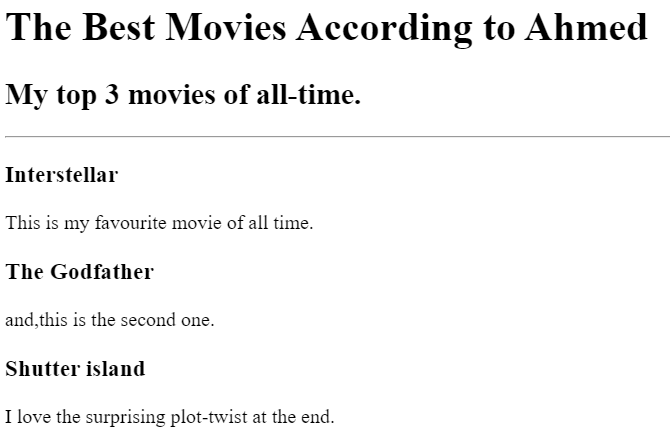 The Best Movies According to Ahmed
My top 3 movies of all-time.
Interstellar
This is my favourite movie of all time.
The Godfather
and,this is the second one.
Shutter island
I love the surprising plot-twist at the end.